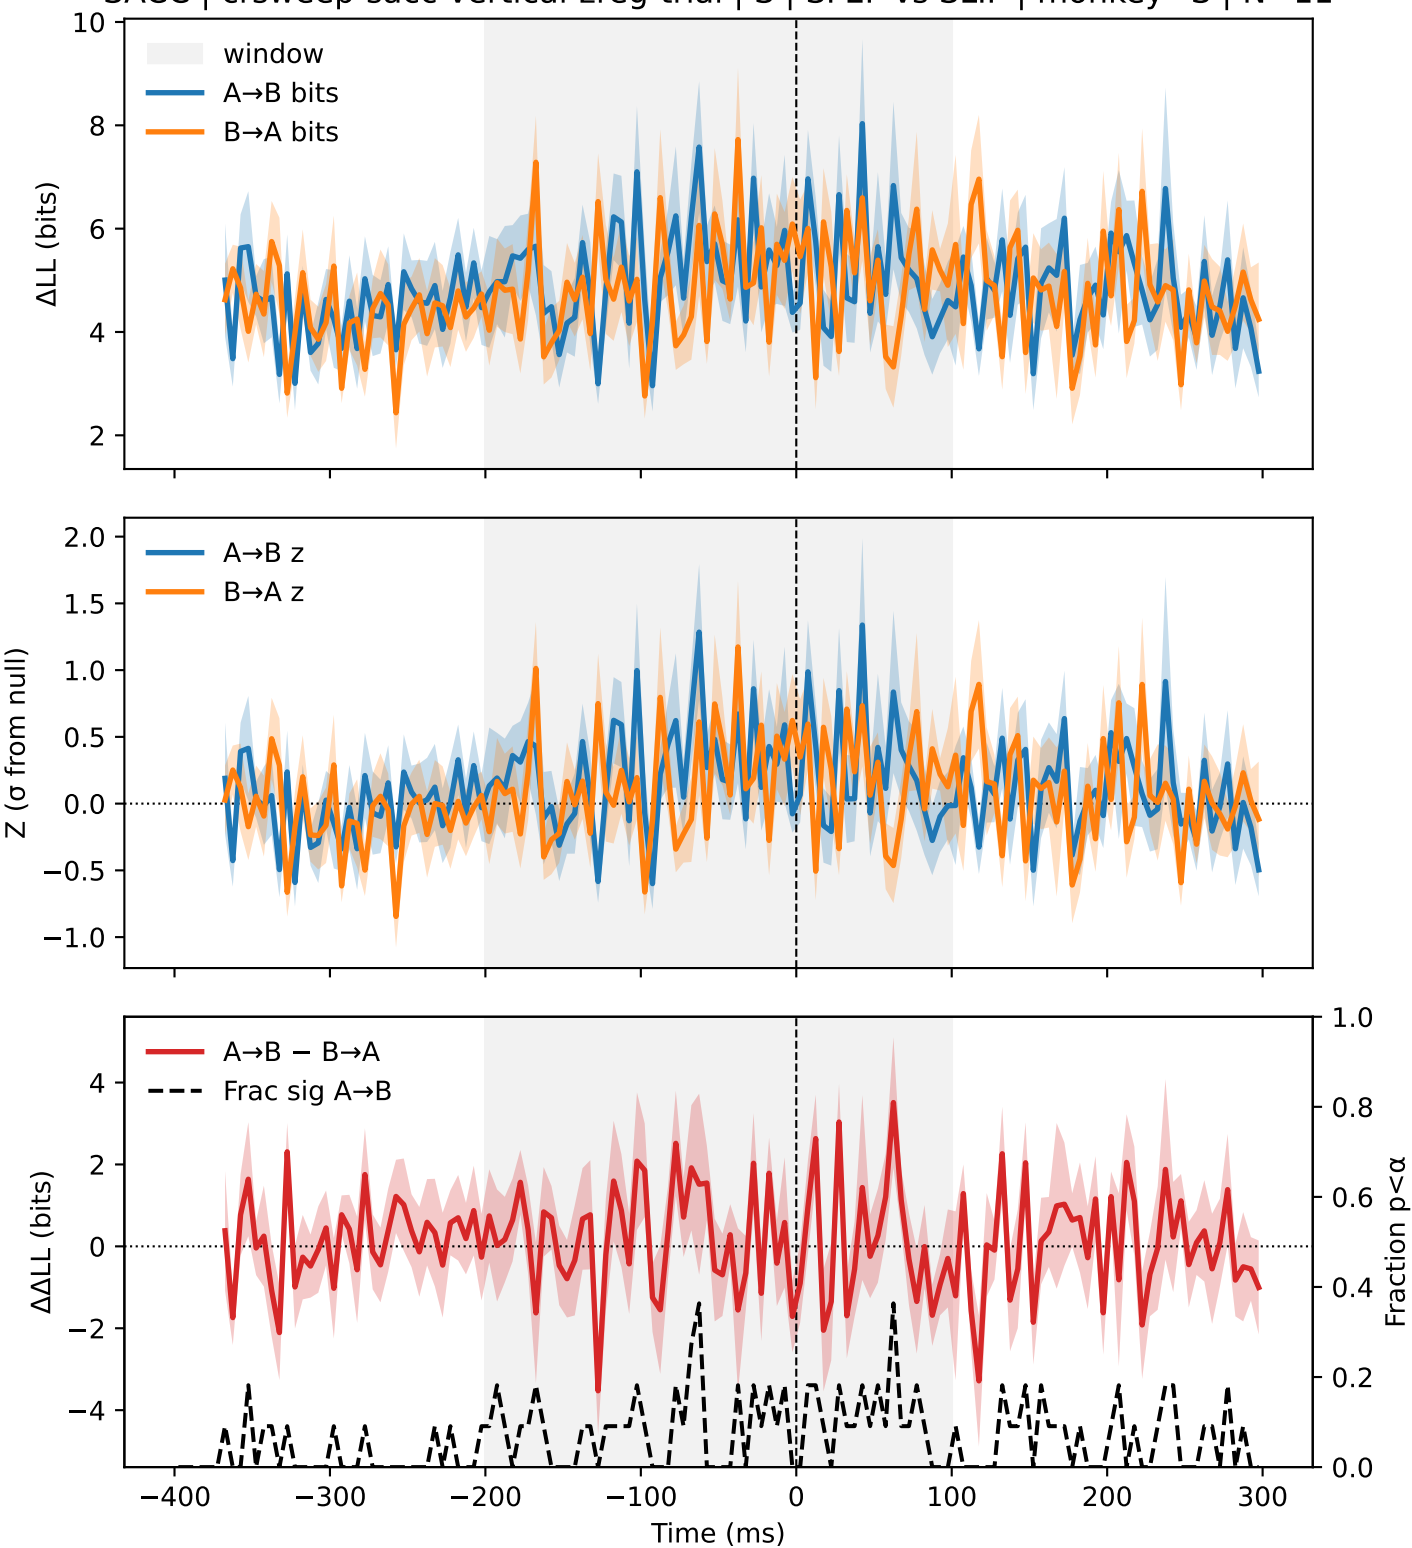 10
8
6
4
2
ΔLL (bits)
window
A→B bits
B→A bits
2.0
1.5
1.0
0.5
0.0
−0.5
−1.0
Z (σ from null)
A→B z
B→A z
4
2
0
−2
−4
ΔΔLL (bits)
A→B − B→A
Frac sig A→B
1.0
0.8
0.6
0.4
0.2
0.0
Fraction p<α
−400 −300 −200 −100 0 100 200 300
Time (ms)